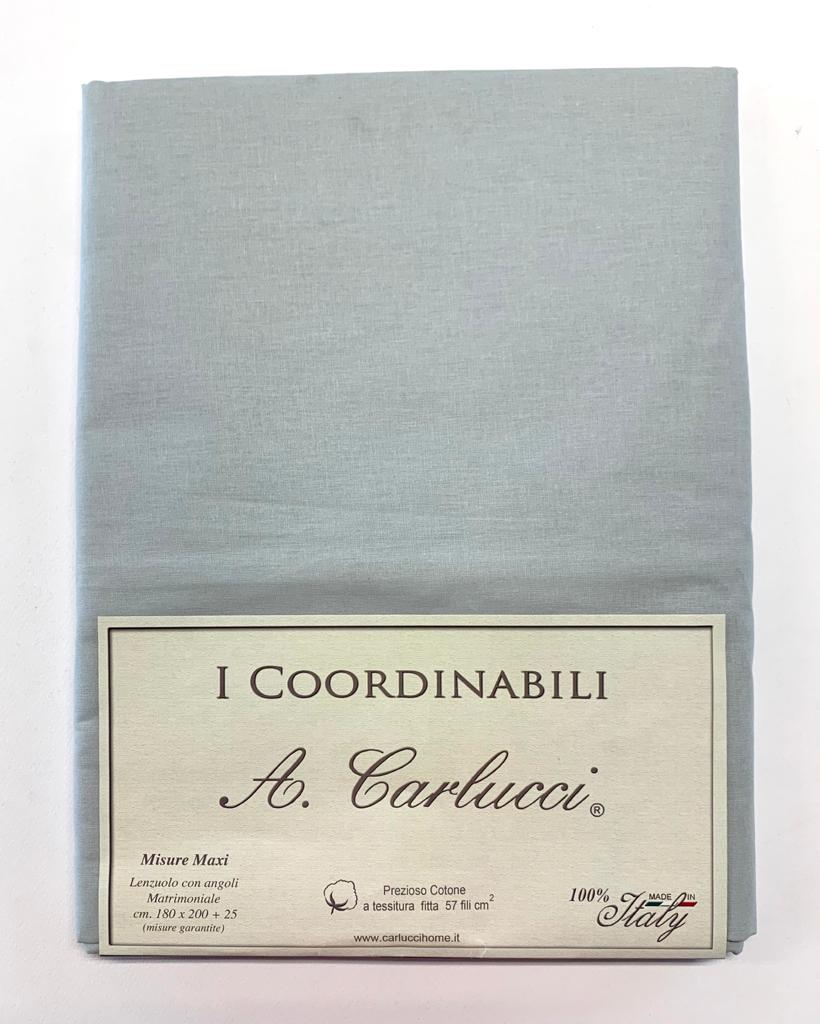 I COORDINABILI
A. Carlucci®
Misure Maxi
Lenzuolo con angoli
Matrimoniale
cm. 180 x 200 + 25
(misure garantite)
Prezioso Cotone
a tessitura fitta 57 fili cm²
www.carluccihome.it
100% MADE IN
Italy